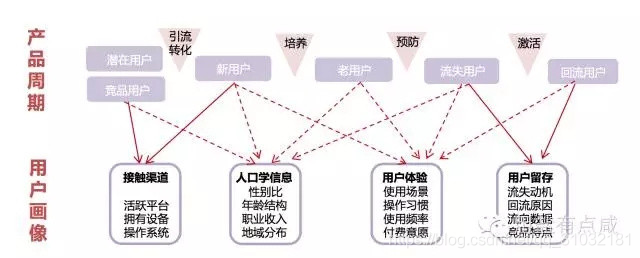 产品周期
引流
转化
培养
预防
激活
潜在用户
竞品用户
新用户
老用户
流失用户
回流用户
用户画像
接触渠道
活跃平台
拥有设备
操作系统
人口学信息
性别比
年龄结构
职业收入
地域分布
用户体验
使用场景
操作习惯
使用频率
付费意愿
用户留存
流失动机
回流原因
流向数据
竞品特点
有点咸